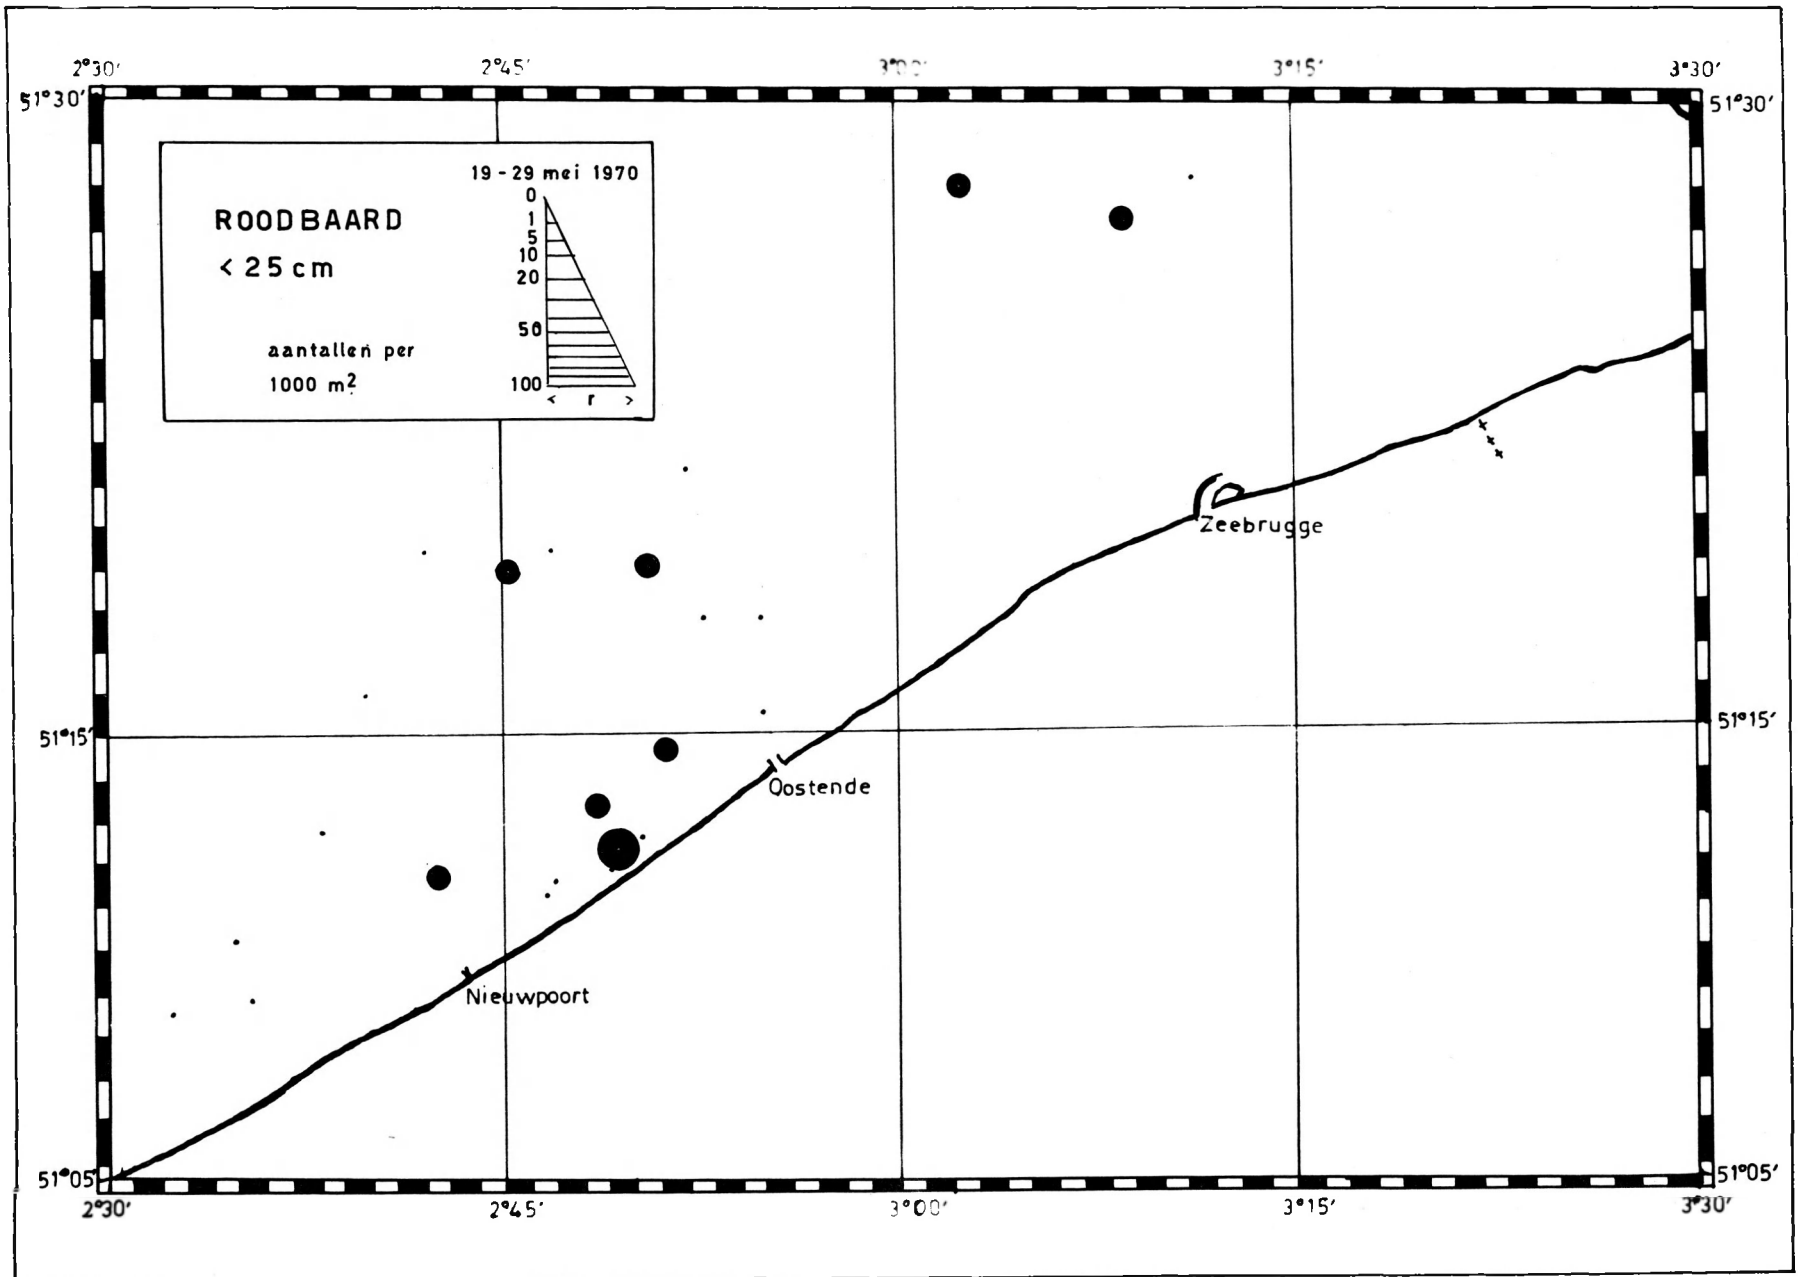 2°30′ 2°45′ 3°00′ 3°15′ 3°30′
51°30′ 51°30′
19-29 mei 1970
ROODBAARD
< 25 cm
aantallen per
1000 m²
0
1
5
10
20
50
100
< r >
Zeebrugge
51°15′ 51°15′
Oostende
Nieuwpoort
51°05′ 51°05′
2°30′ 2°45′ 3°00′ 3°15′ 3°30′